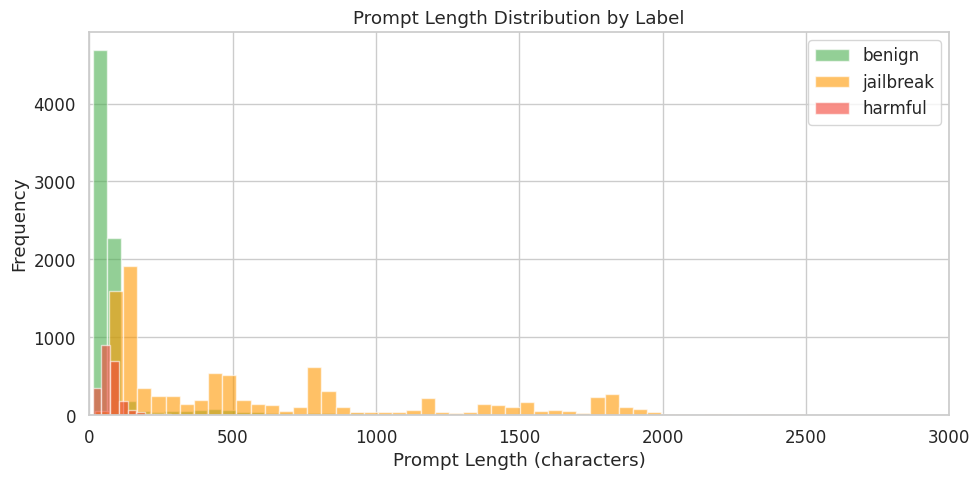 Prompt Length Distribution by Label
benign
jailbreak
harmful
Frequency
4000
3000
2000
1000
0
0 500 1000 1500 2000 2500 3000
Prompt Length (characters)